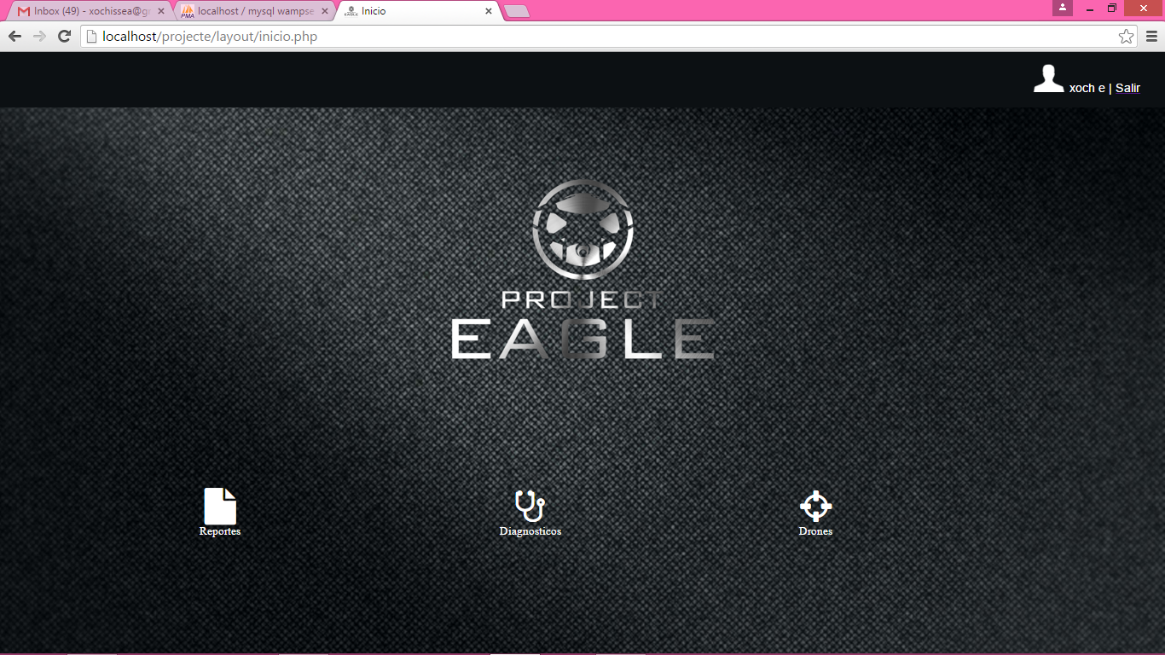 Inbox (49) - xochissea@gr
localhost / mysql wampse
Inicio
localhost/projecte/layout/inicio.php
xoch e | Salir
PROJECT
EAGLE
Reportes
Diagnosticos
Drones